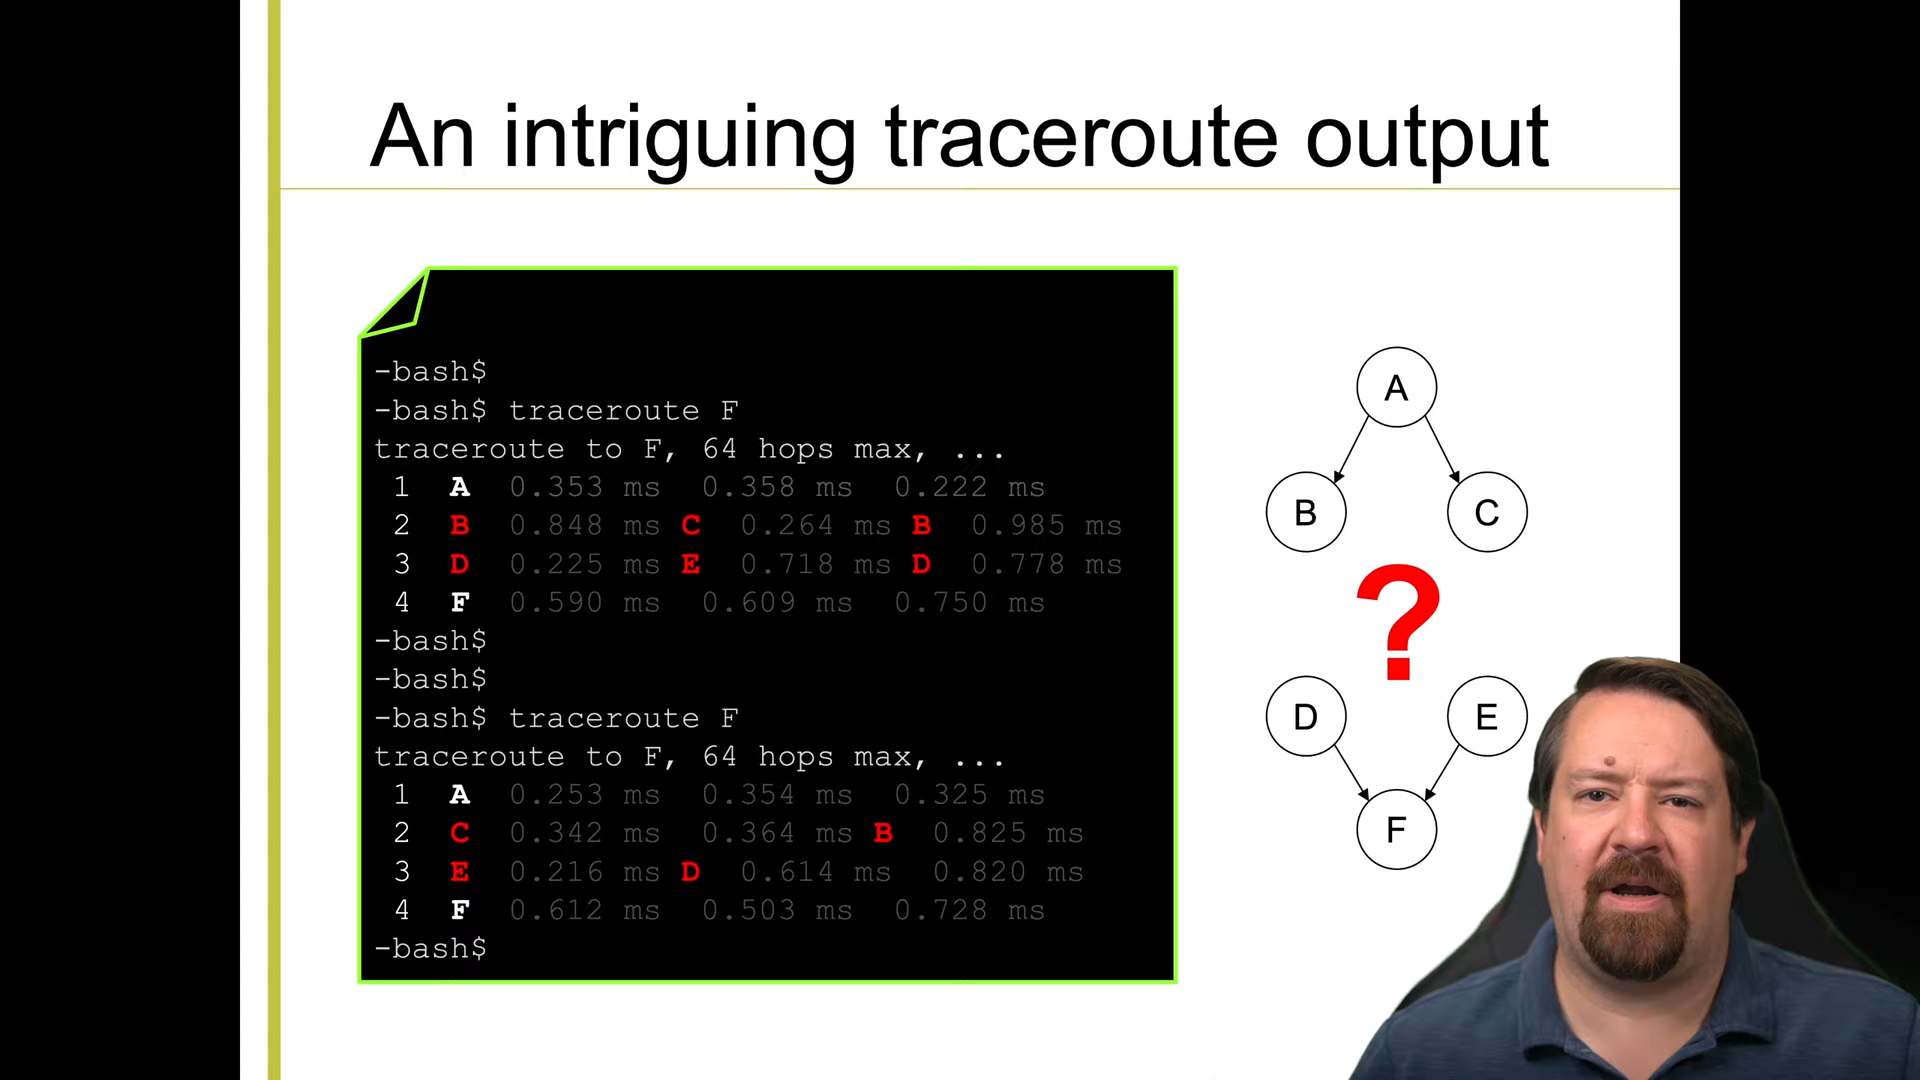 An intriguing traceroute output
-bash$
-bash$ traceroute F
traceroute to F, 64 hops max, ...
1 A 0.353 ms 0.358 ms 0.222 ms
2 B 0.848 ms C 0.264 ms B 0.985 ms
3 D 0.225 ms E 0.718 ms D 0.778 ms
4 F 0.590 ms 0.609 ms 0.750 ms
-bash$
-bash$
-bash$ traceroute F
traceroute to F, 64 hops max, ...
1 A 0.253 ms 0.354 ms 0.325 ms
2 C 0.342 ms 0.364 ms B 0.825 ms
3 E 0.216 ms D 0.614 ms 0.820 ms
4 F 0.612 ms 0.503 ms 0.728 ms
-bash$
A
B C
?
D E
F